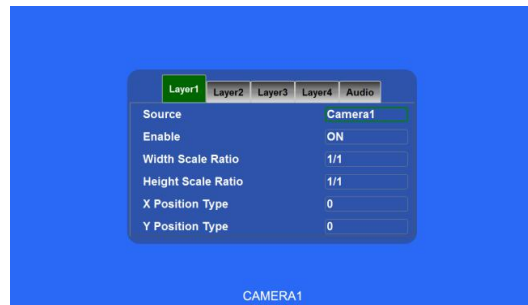 Layer1 Layer2 Layer3 Layer4 Audio
Source Camera1
Enable ON
Width Scale Ratio 1/1
Height Scale Ratio 1/1
X Position Type 0
Y Position Type 0
CAMERA1